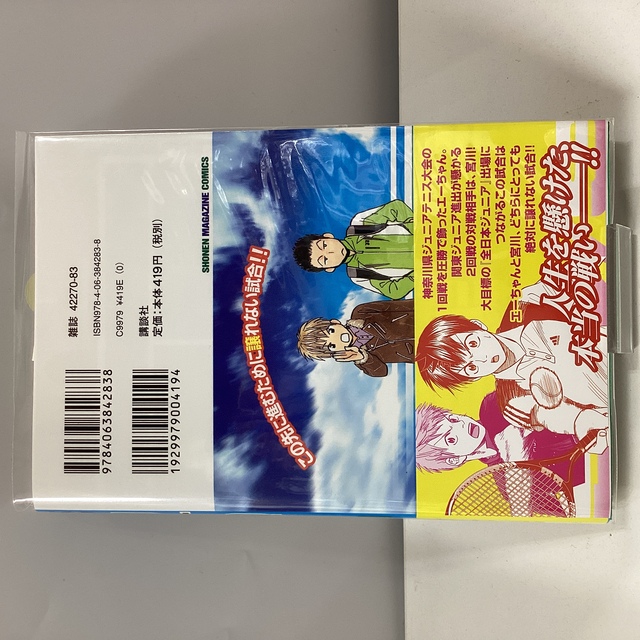 雑誌 42270-83
ISBN978-4-06-384283-8
C9979 ¥419E (0)
講談社
定価:本体419円(税別)
9784063842838
1929979004194
SHONEN MAGAZINE COMICS
この先に進むために譲れない試合!!
神奈川県ジュニアテニス大会の
1回戦を圧勝で飾ったエーちゃん。
関東ジュニア進出が懸かる
2回戦の対戦相手は、宮川!
大目標の「全日本ジュニア」出場に
つながるこの試合は
エーちゃんと宮川、どちらにとっても
絶対に譲れない試合!!
人生を懸けた、
本当の戦い――!!